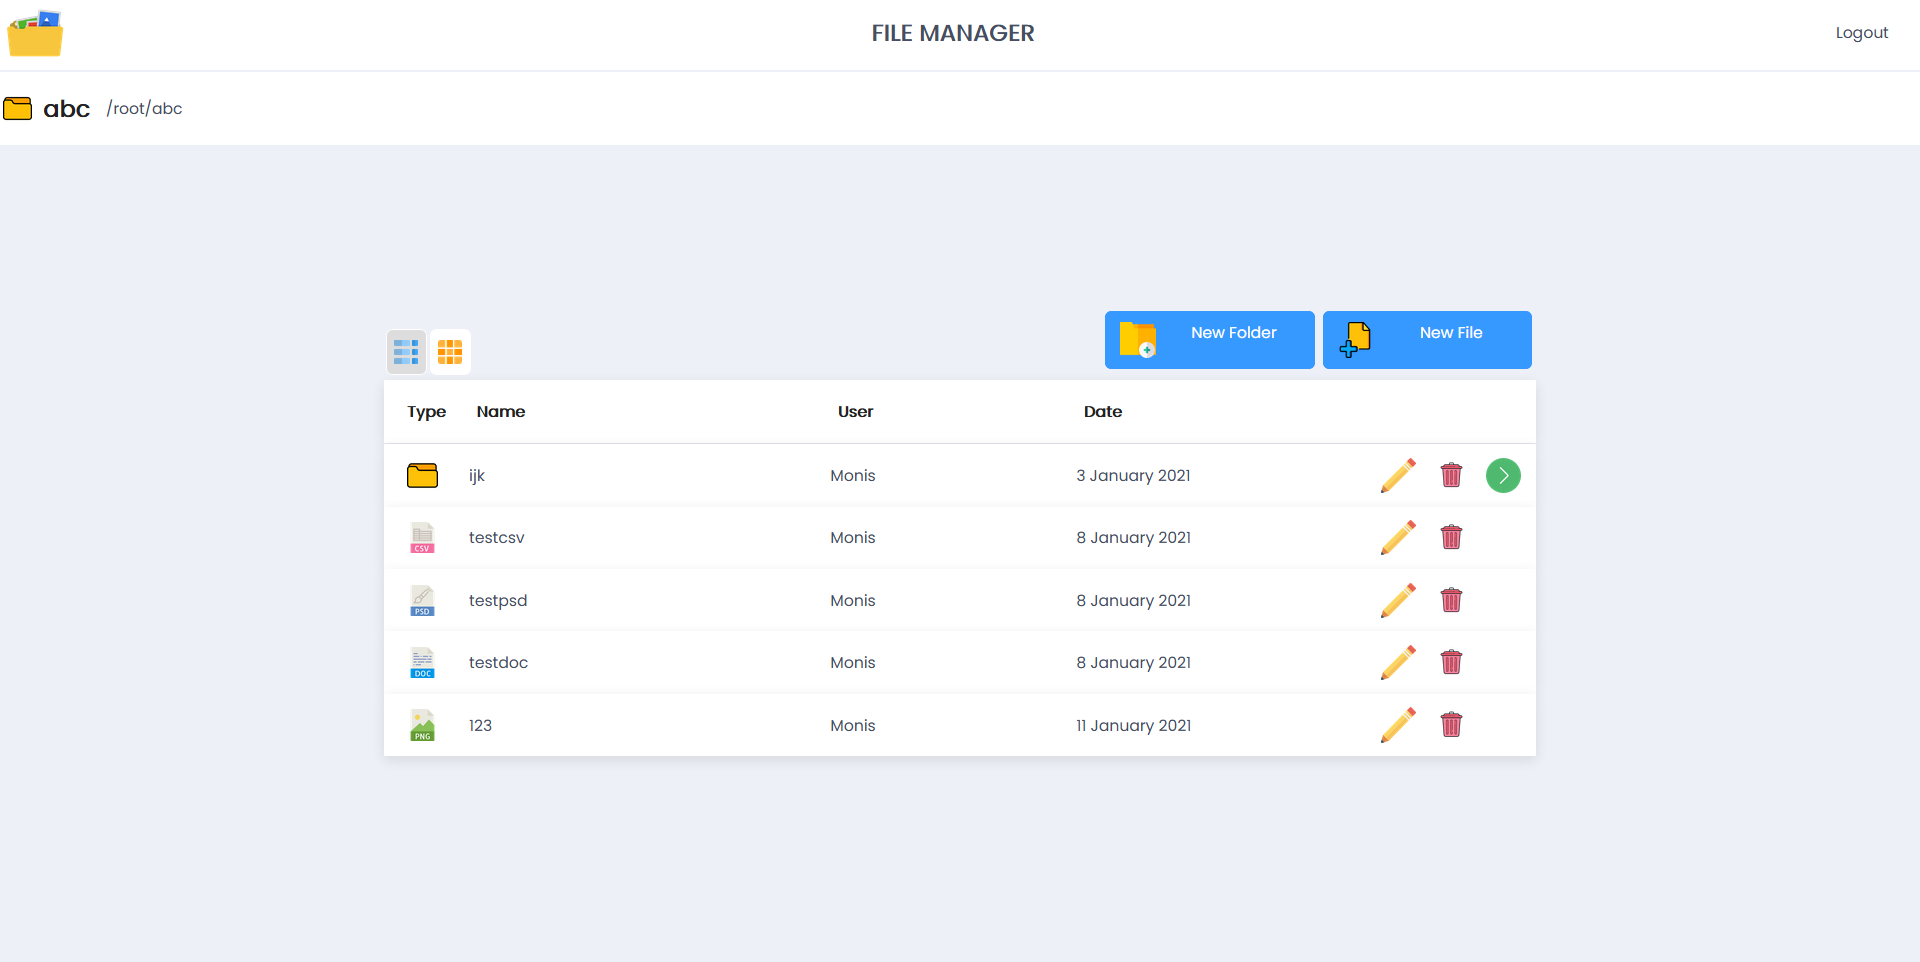 FILE MANAGER
Logout
abc /root/abc
New Folder
New File
Type Name User Date
ijk Monis 3 January 2021
CSV testcsv Monis 8 January 2021
PSD testpsd Monis 8 January 2021
DOC testdoc Monis 8 January 2021
PNG 123 Monis 11 January 2021